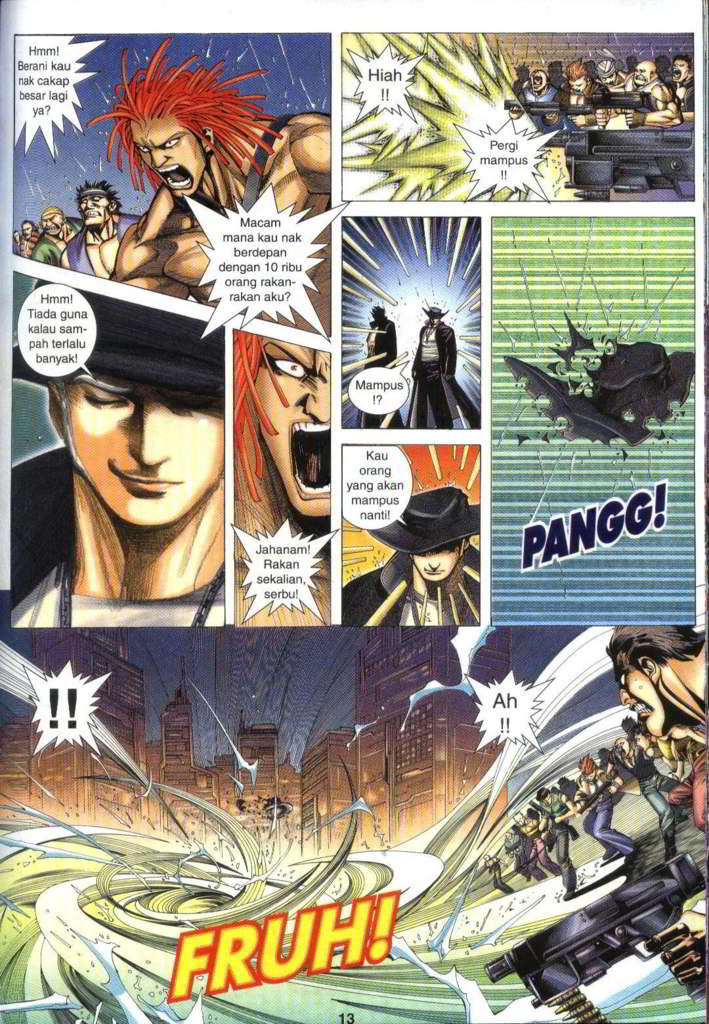 Hmm!
Berani kau
nak cakap
besar lagi
ya?
Macam
mana kau nak
berdepan
dengan 10 ribu
orang rakan-
rakan aku?
Hiah
!!
Pergi
mampus
!!
Hmm!
Tiada guna
kalau sam-
pah terlalu
banyak!
Jahanam!
Rakan
sekalian,
serbu!
Mampus
!?
Kau
orang
yang akan
mampus
nanti!
PANGG!
!!
Ah
!!
FRUH!
13